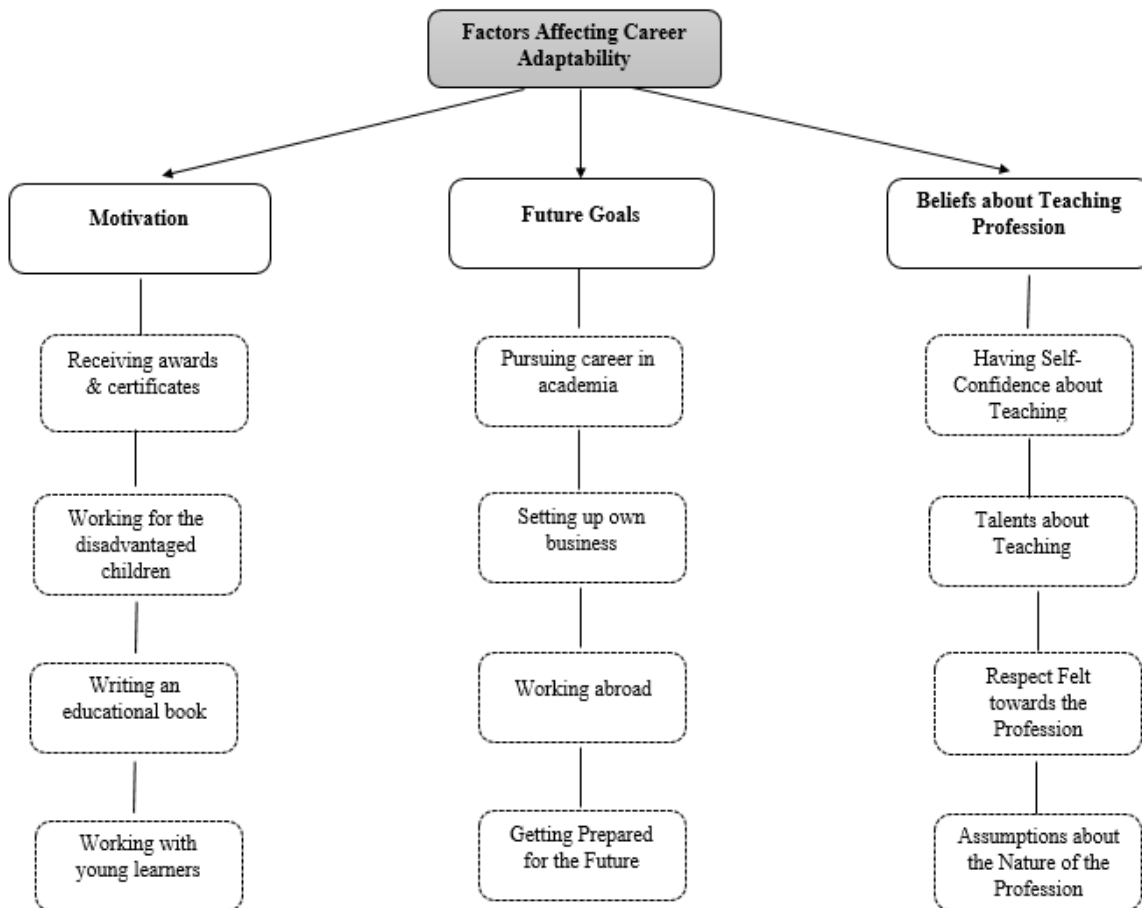 Factors Affecting Career
Adaptability
Motivation
Future Goals
Beliefs about Teaching
Profession
Receiving awards
& certificates
Pursuing career in
academia
Having Self-
Confidence about
Teaching
Working for the
disadvantaged
children
Setting up own
business
Talents about
Teaching
Writing an
educational book
Working abroad
Respect Felt
towards the
Profession
Working with
young learners
Getting Prepared
for the Future
Assumptions about
the Nature of the
Profession